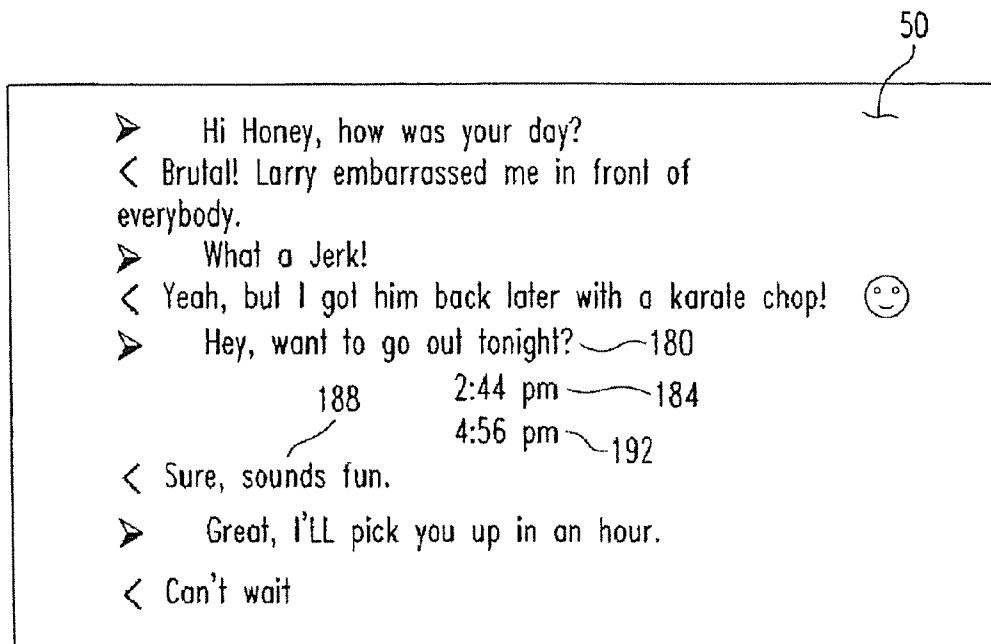 50
➢ Hi Honey, how was your day?
< Brutal! Larry embarrassed me in front of
everybody.
➢ What a Jerk!
< Yeah, but I got him back later with a karate chop!
➢ Hey, want to go out tonight? 180
188 2:44 pm 184
4:56 pm 192
< Sure, sounds fun.
➢ Great, I'LL pick you up in an hour.
< Can't wait